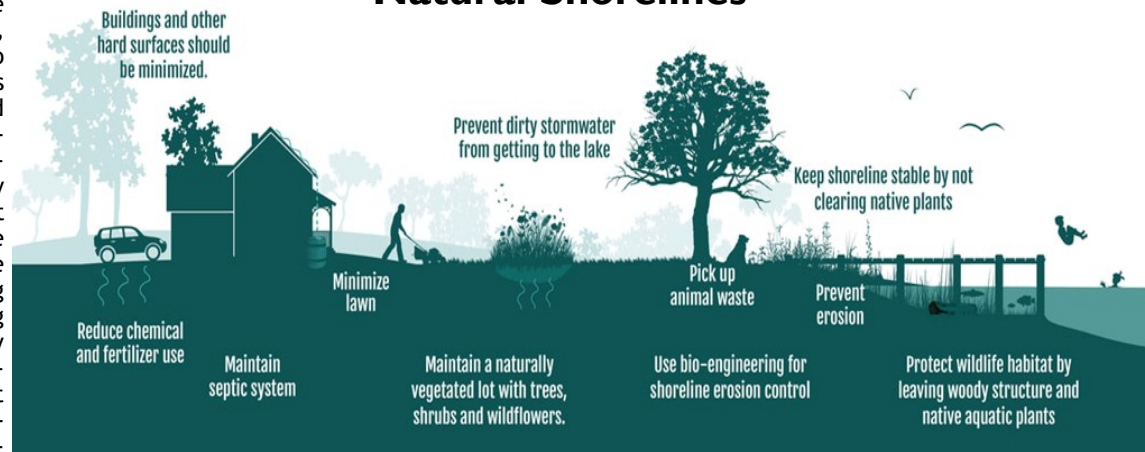 Natural Shorelines
Buildings and other
hard surfaces should
be minimized.
Prevent dirty stormwater
from getting to the lake
Keep shoreline stable by not
clearing native plants
Minimize
lawn
Pick up
animal waste
Prevent
erosion
Reduce chemical
and fertilizer use
Maintain
septic system
Maintain a naturally
vegetated lot with trees,
shrubs and wildflowers.
Use bio-engineering for
shoreline erosion control
Protect wildlife habitat by
leaving woody structure and
native aquatic plants